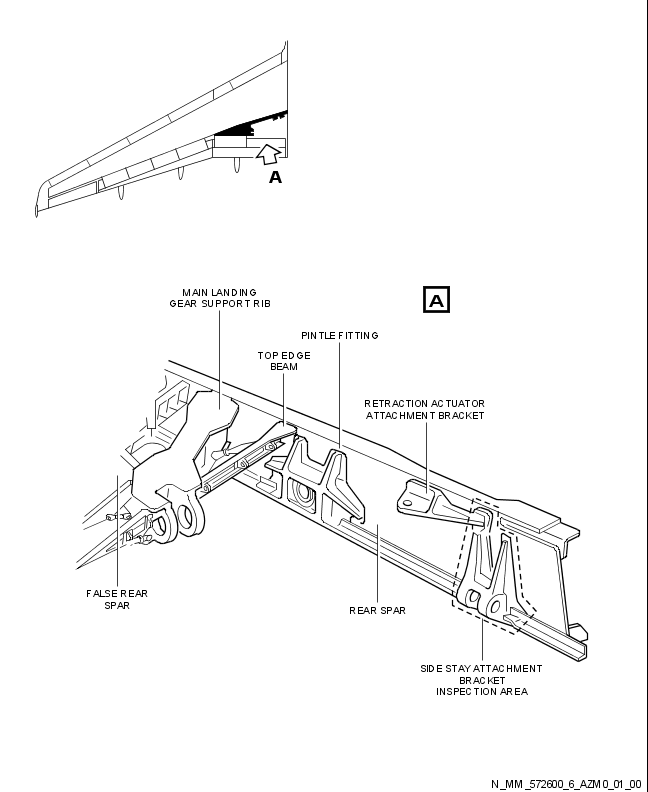 A
MAIN LANDING
GEAR SUPPORT RIB
A
PINTLE FITTING
TOP EDGE
BEAM
RETRACTION ACTUATOR
ATTACHMENT BRACKET
FALSE REAR
SPAR
REAR SPAR
SIDE STAY ATTACHMENT
BRACKET
INSPECTION AREA
N_MM_572600_6_AZM0_01_00